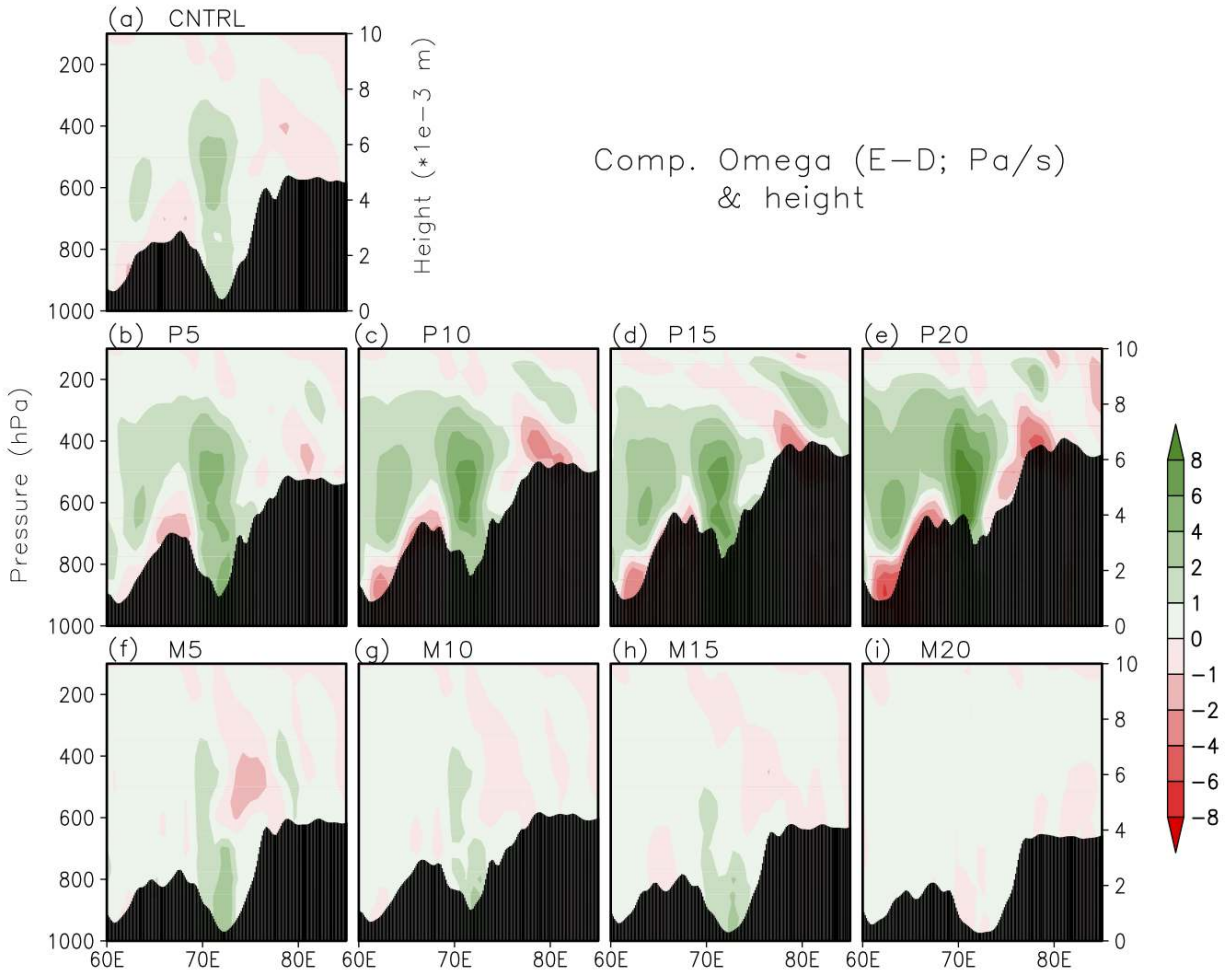 (a) CNTRL
200
400
600
800
1000
10
8
6
4
2
0
Height (*1e-3 m)
Comp. Omega (E-D; Pa/s)
& height
(b) P5
(c) P10
(d) P15
(e) P20
200
400
600
800
1000
Pressure (hPa)
10
8
6
4
2
0
(f) M5
(g) M10
(h) M15
(i) M20
200
400
600
800
1000
10
8
6
4
2
0
60E 70E 80E
60E 70E 80E
60E 70E 80E
60E 70E 80E
8
6
4
2
1
0
-1
-2
-4
-6
-8